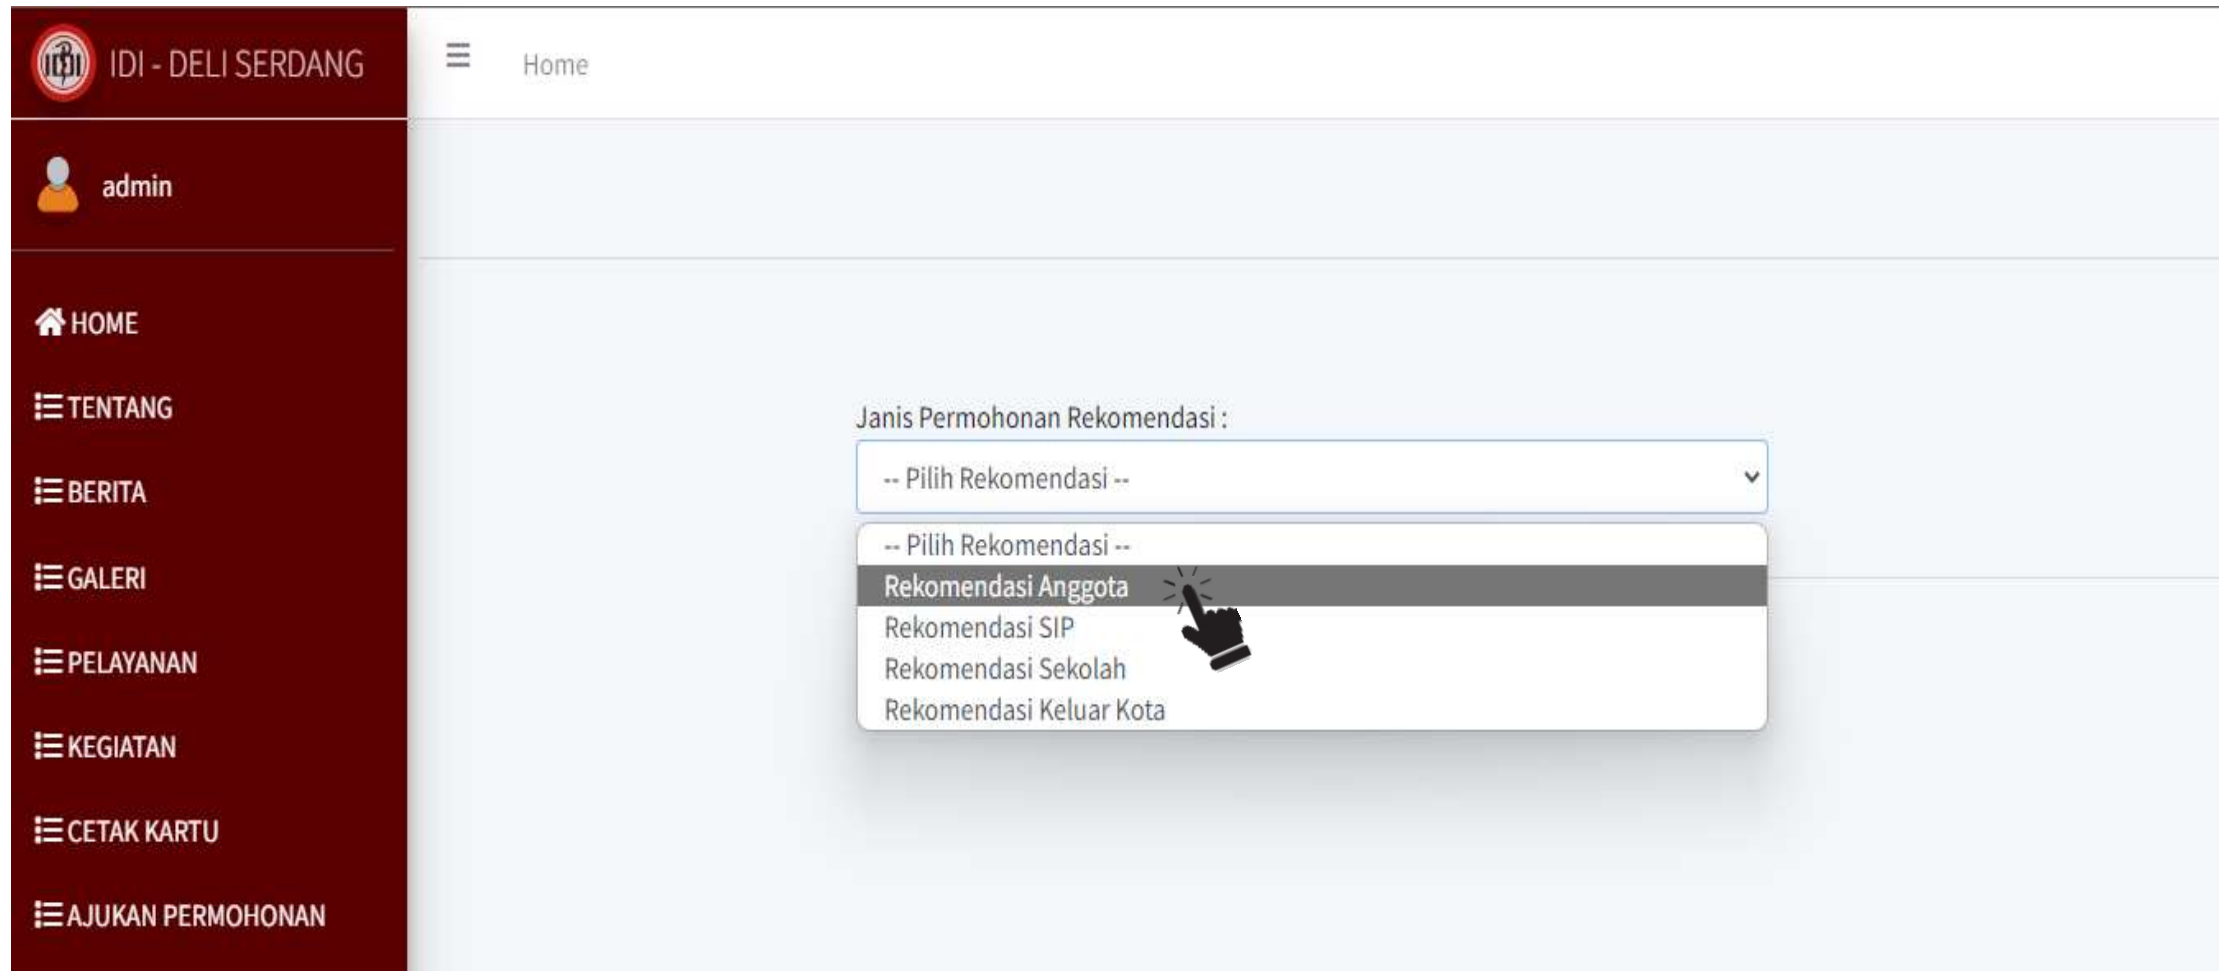 IDI - DELI SERDANG
Home
admin
HOME
TENTANG
BERITA
GALERI
PELAYANAN
KEGIATAN
CETAK KARTU
AJUKAN PERMOHONAN
Janis Permohonan Rekomendasi :
-- Pilih Rekomendasi --
-- Pilih Rekomendasi --
Rekomendasi Anggota
Rekomendasi SIP
Rekomendasi Sekolah
Rekomendasi Keluar Kota